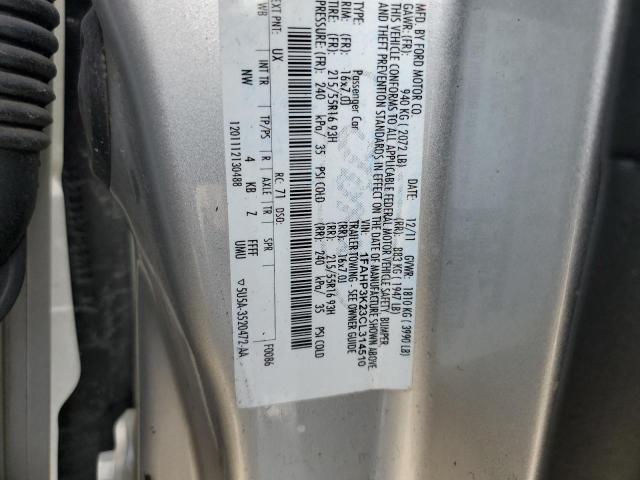 MFD. BY FORD MOTOR CO.
DATE: 12/11 GVWR: 1810 KG ( 3990 LB)
GAWR: (FR): 940 KG ( 2072 LB) (RR): 883 KG ( 1947 LB)
THIS VEHICLE CONFORMS TO ALL APPLICABLE FEDERAL MOTOR VEHICLE SAFETY, BUMPER,
AND THEFT PREVENTION STANDARDS IN EFFECT ON THE DATE OF MANUFACTURE SHOWN ABOVE.
VIN: 1FAHP3K23CL314510
Passenger Car TRAILER TOWING - SEE OWNER GUIDE
RIM: (FR): 16x7.0J (RR): 16x7.0J
TIRE: (FR): 215/55R16 93H (RR): 215/55R16 93H
PRESSURE: (FR): 240 kPa/ 35 PSI COLD (RR): 240 kPa/ 35 PSI COLD
EXT PNT: UX RC: 71 DSO:
WB INT TR TP/PS R AXLE TR SPR F0086
NW 4 KB Z FFFF UMU
1201112130488 ▽5U5A-3520472-AA